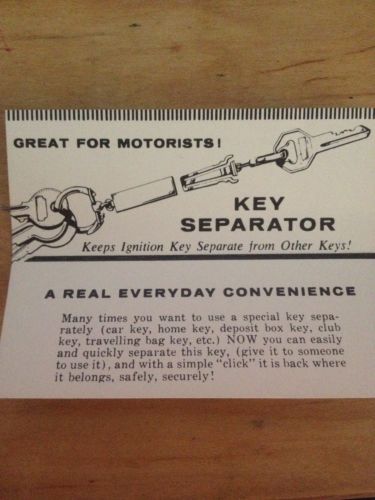 GREAT FOR MOTORISTS!
KEY
SEPARATOR
Keeps Ignition Key Separate from Other Keys!
A REAL EVERYDAY CONVENIENCE
Many times you want to use a special key sepa-
rately (car key, home key, deposit box key, club
key, travelling bag key, etc.) NOW you can easily
and quickly separate this key, (give it to someone
to use it), and with a simple "click" it is back where
it belongs, safely, securely!